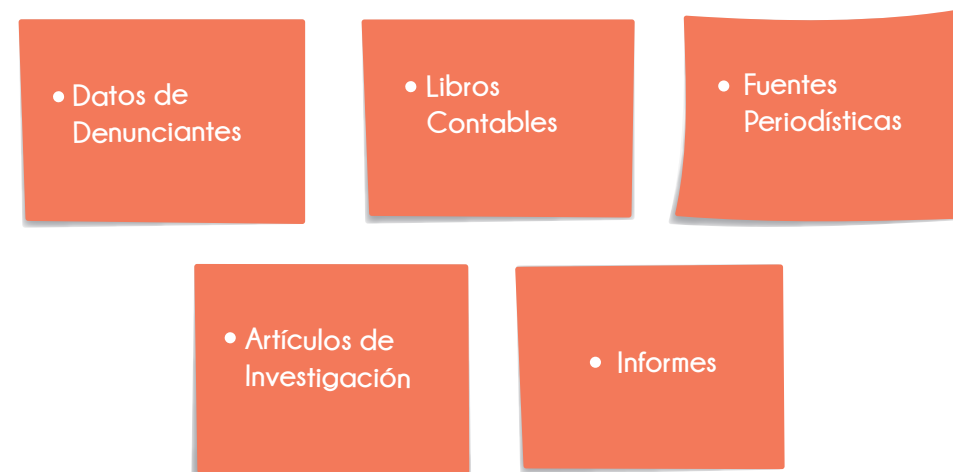 • Datos de
Denunciantes
• Libros
Contables
• Fuentes
Periodísticas
• Artículos de
Investigación
• Informes